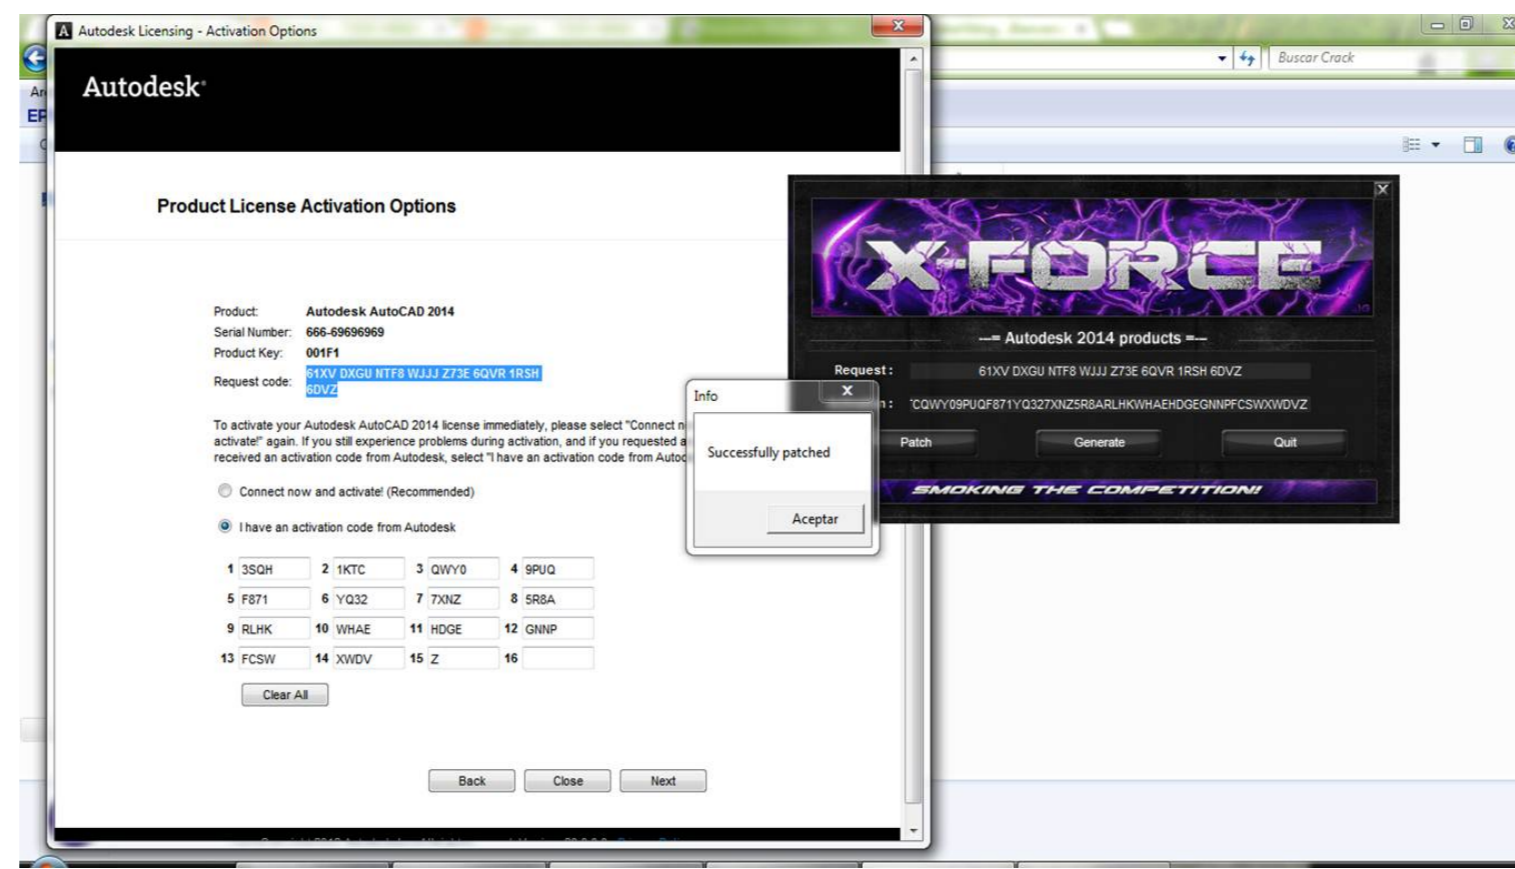 Autodesk Licensing - Activation Options
Buscar Crack
Autodesk
Product License Activation Options
Product: Autodesk AutoCAD 2014
Serial Number: 666-69696969
Product Key: 001F1
Request code: 61XV DXGU NTF8 WJJJ Z73E 6QVR 1RSH
6DVZ
To activate your Autodesk AutoCAD 2014 license immediately, please select "Connect
activate!" again. If you still experience problems during activation, and if you requested
received an activation code from Autodesk, select "I have an activation code from
Connect now and activate! (Recommended)
I have an activation code from Autodesk
1 3SQH 2 1KTC 3 QWY0 4 9PUQ
5 F871 6 YQ32 7 7XNZ 8 5R8A
9 RLHK 10 WHAE 11 HDGE 12 GNNP
13 FCSW 14 XWDV 15 Z 16
Clear All
Back Close Next
X-FORCE
---= Autodesk 2014 products =---
Request: 61XV DXGU NTF8 WJJJ Z73E 6QVR 1RSH 6DVZ
CQWY09PUQF871YQ327XNZ5R8ARLHKWHAEHDGEGNNPFCSWXWDVZ
Patch Generate Quit
SMOKING THE COMPETITION!
Info
Successfully patched
Aceptar